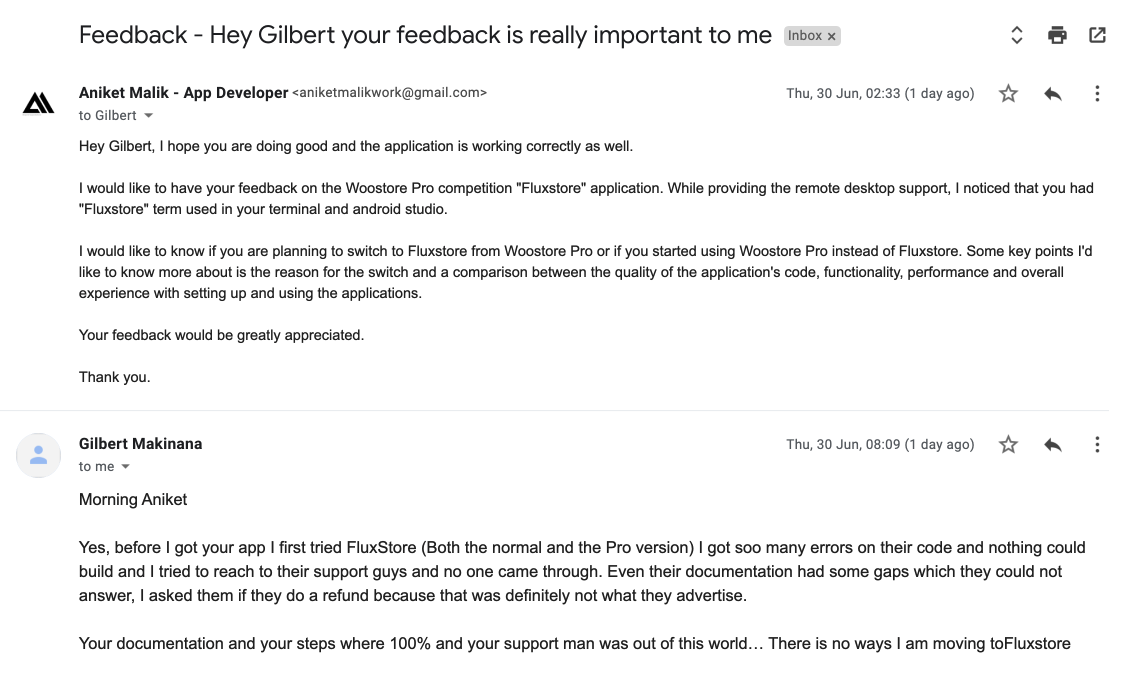 Feedback - Hey Gilbert your feedback is really important to me Inbox x
Aniket Malik - App Developer <aniketmalikwork@gmail.com> Thu, 30 Jun, 02:33 (1 day ago)
to Gilbert
Hey Gilbert, I hope you are doing good and the application is working correctly as well.
I would like to have your feedback on the Woostore Pro competition "Fluxstore" application. While providing the remote desktop support, I noticed that you had
"Fluxstore" term used in your terminal and android studio.
I would like to know if you are planning to switch to Fluxstore from Woostore Pro or if you started using Woostore Pro instead of Fluxstore. Some key points I'd
like to know more about is the reason for the switch and a comparison between the quality of the application's code, functionality, performance and overall
experience with setting up and using the applications.
Your feedback would be greatly appreciated.
Thank you.
Gilbert Makinana Thu, 30 Jun, 08:09 (1 day ago)
to me
Morning Aniket
Yes, before I got your app I first tried FluxStore (Both the normal and the Pro version) I got soo many errors on their code and nothing could
build and I tried to reach to their support guys and no one came through. Even their documentation had some gaps which they could not
answer, I asked them if they do a refund because that was definitely not what they advertise.
Your documentation and your steps where 100% and your support man was out of this world… There is no ways I am moving toFluxstore